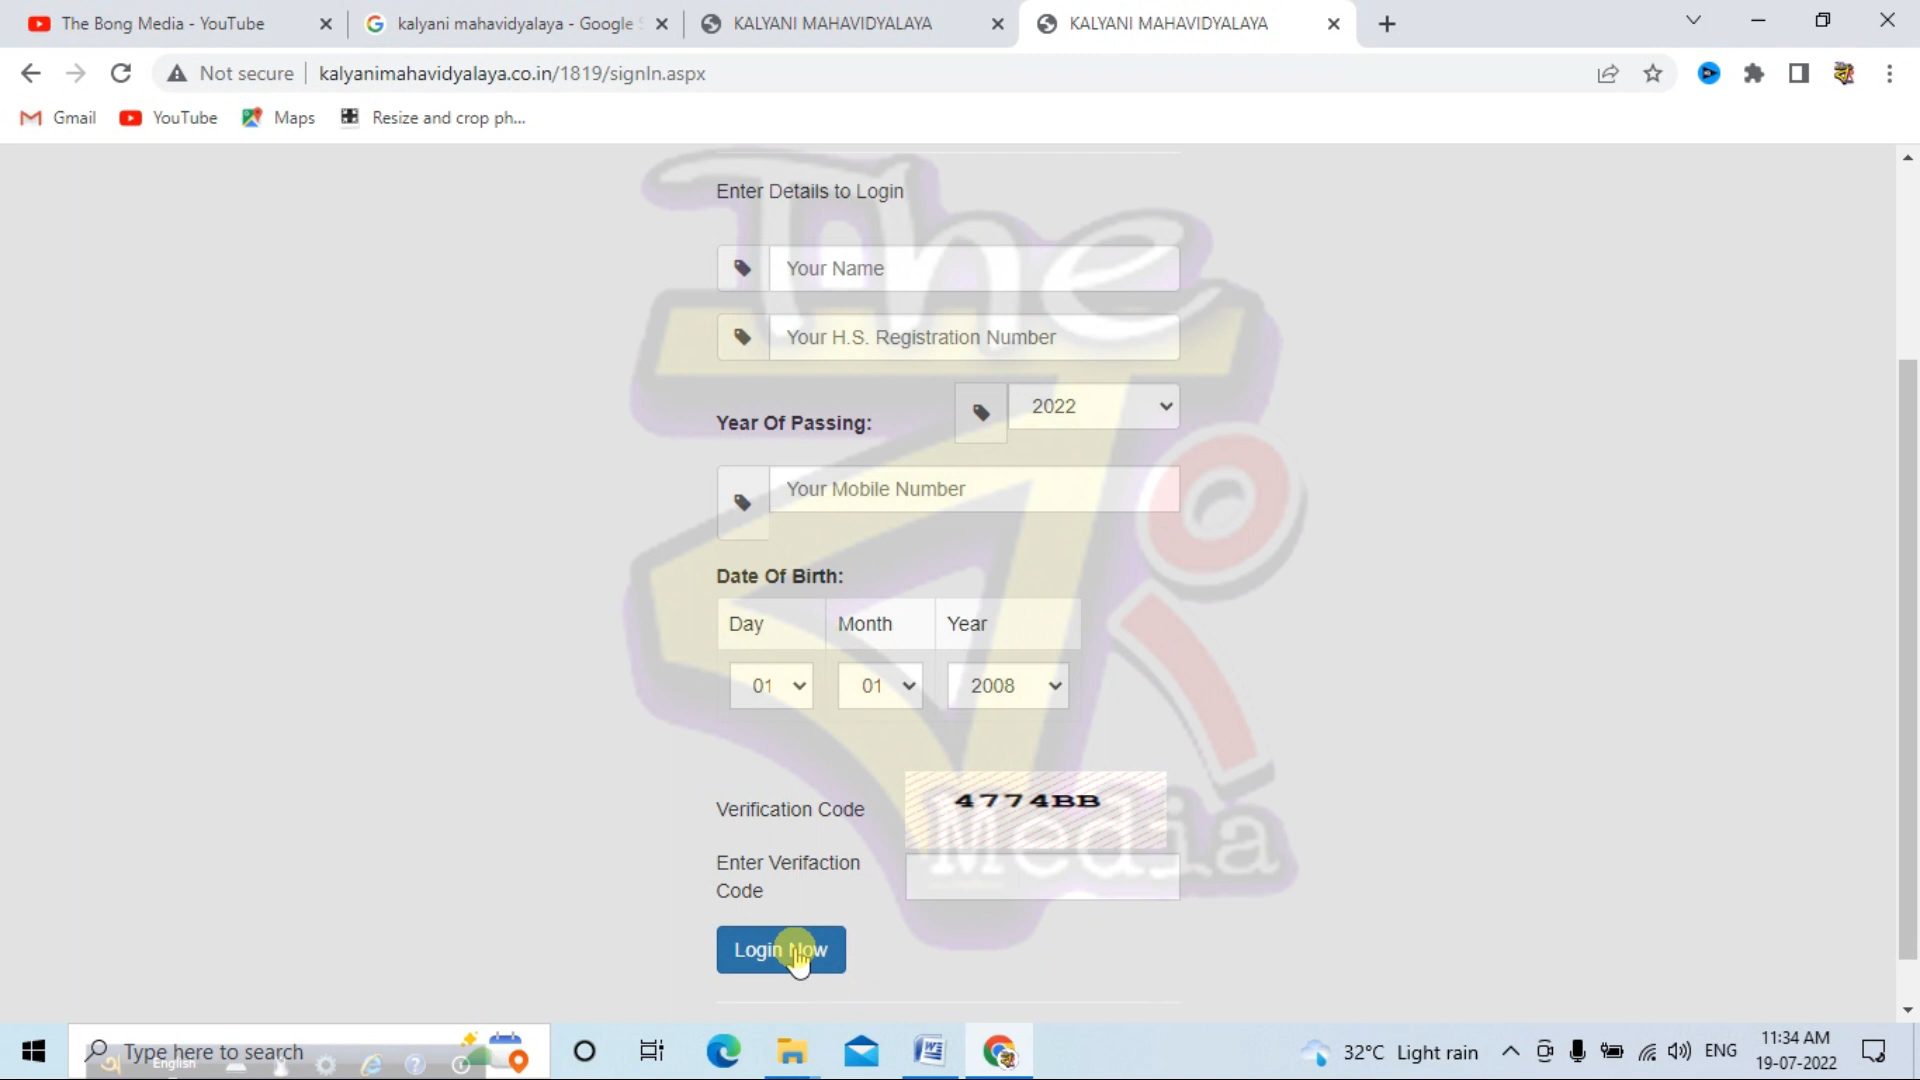 The Bong Media - YouTube
kalyani mahavidyalaya - Google S
KALYANI MAHAVIDYALAYA
KALYANI MAHAVIDYALAYA
Not secure
kalyanimahavidyalaya.co.in/1819/signIn.aspx
Gmail
YouTube
Maps
Resize and crop ph...
The
Media
Enter Details to Login
Your Name
Your H.S. Registration Number
Year Of Passing:
2022
Your Mobile Number
Date Of Birth:
Day Month Year
01 01 2008
Verification Code
4774BB
Enter Verifaction
Code
Login Now
Type here to search
English
32°C Light rain
ENG
11:34 AM
19-07-2022